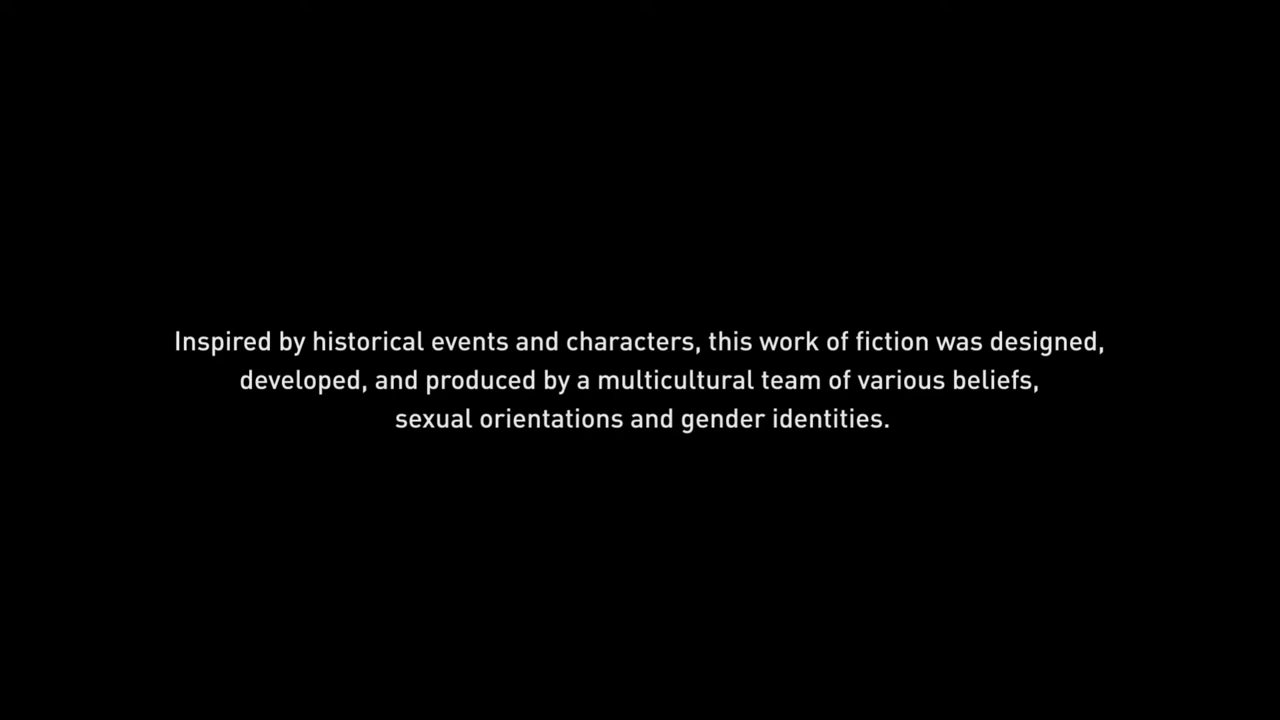 Inspired by historical events and characters, this work of fiction was designed,
developed, and produced by a multicultural team of various beliefs,
sexual orientations and gender identities.